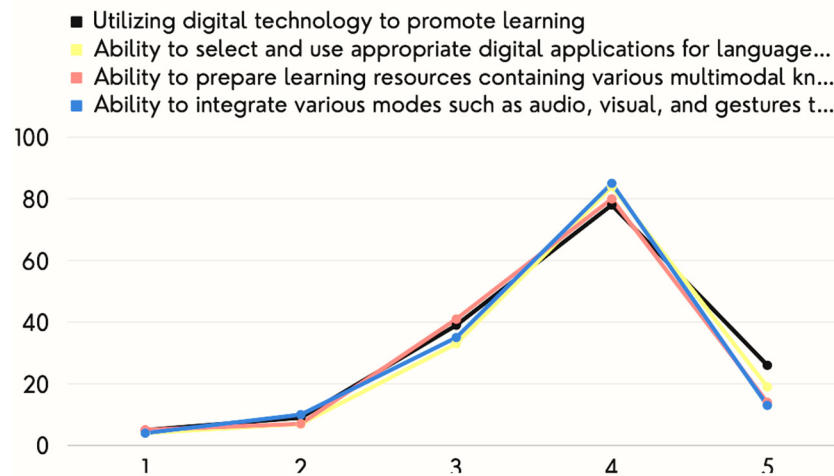 Utilizing digital technology to promote learning
Ability to select and use appropriate digital applications for language...
Ability to prepare learning resources containing various multimodal kn...
Ability to integrate various modes such as audio, visual, and gestures t...
100
80
60
40
20
0
1 2 3 4 5